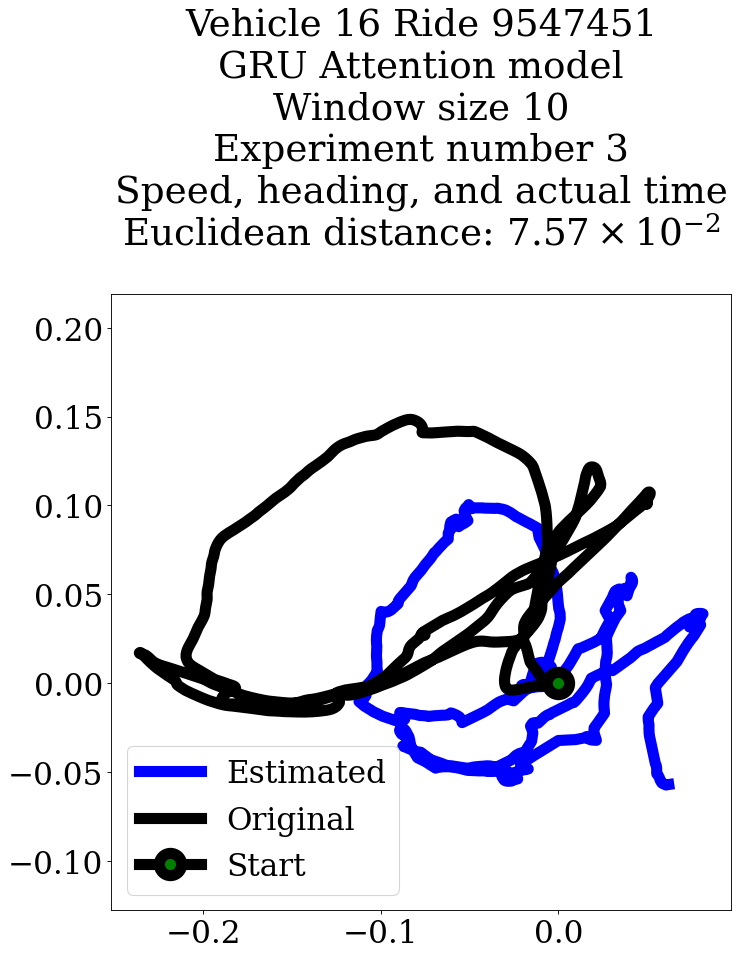 Vehicle 16 Ride 9547451
GRU Attention model
Window size 10
Experiment number 3
Speed, heading, and actual time
Euclidean distance: 7.57 × 10⁻²
0.20
0.15
0.10
0.05
0.00
−0.05
−0.10
Estimated
Original
Start
−0.2
−0.1
0.0